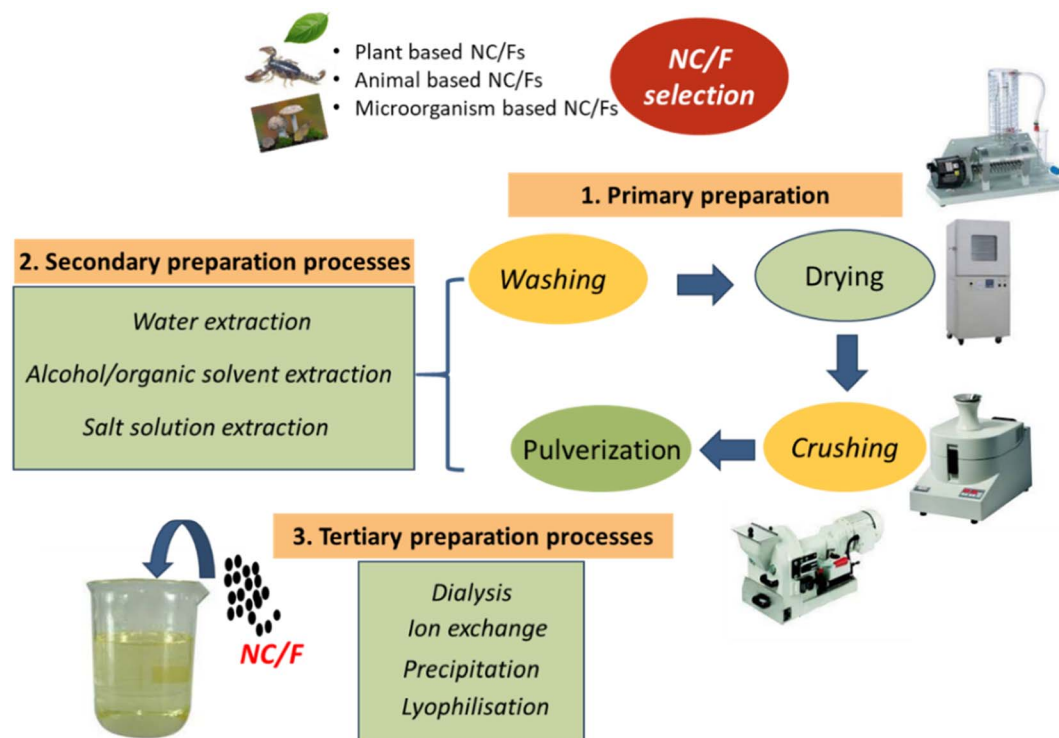 • Plant based NC/Fs
• Animal based NC/Fs
• Microorganism based NC/Fs
NC/F
selection
1. Primary preparation
2. Secondary preparation processes
Washing
Drying
Water extraction
Alcohol/organic solvent extraction
Salt solution extraction
Pulverization
Crushing
3. Tertiary preparation processes
Dialysis
Ion exchange
Precipitation
Lyophilisation
NC/F